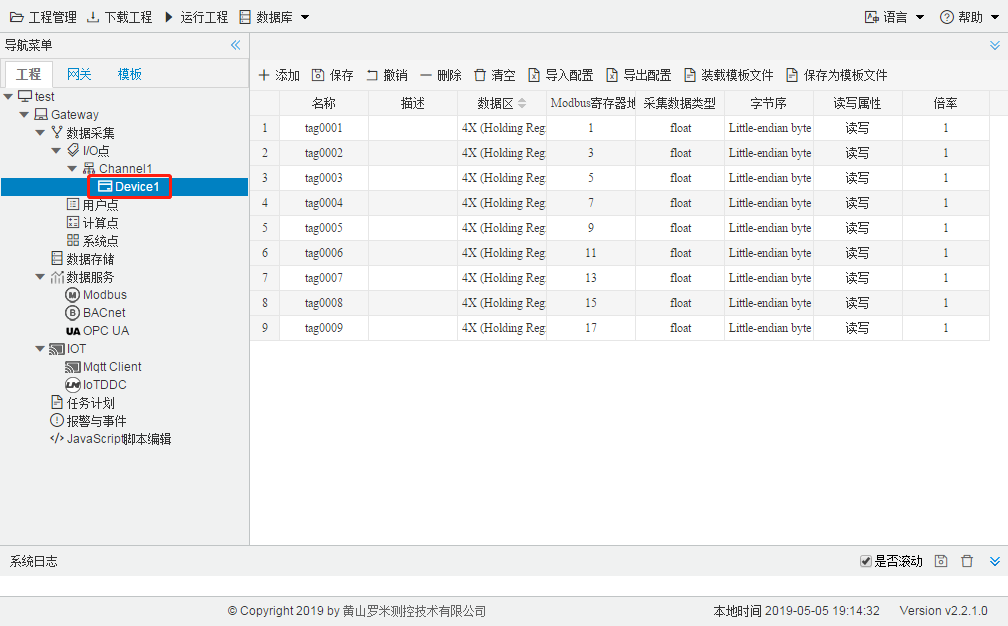 工程管理 下载工程 运行工程 数据库 语言 帮助
导航菜单
工程 网关 模板
test
Gateway
数据采集
I/O点
Channel1
Device1
用户点
计算点
系统点
数据存储
数据服务
Modbus
BACnet
UA OPC UA
IOT
Mqtt Client
IoTDDC
任务计划
报警与事件
</> JavaScript脚本编辑
添加 保存 撤销 删除 清空 导入配置 导出配置 装载模板文件 保存为模板文件
名称 描述 数据区 Modbus寄存器地 采集数据类型 字节序 读写属性 倍率
1 tag0001 4X (Holding Reg 1 float Little-endian byte 读写 1
2 tag0002 4X (Holding Reg 3 float Little-endian byte 读写 1
3 tag0003 4X (Holding Reg 5 float Little-endian byte 读写 1
4 tag0004 4X (Holding Reg 7 float Little-endian byte 读写 1
5 tag0005 4X (Holding Reg 9 float Little-endian byte 读写 1
6 tag0006 4X (Holding Reg 11 float Little-endian byte 读写 1
7 tag0007 4X (Holding Reg 13 float Little-endian byte 读写 1
8 tag0008 4X (Holding Reg 15 float Little-endian byte 读写 1
9 tag0009 4X (Holding Reg 17 float Little-endian byte 读写 1
系统日志 是否滚动
© Copyright 2019 by 黄山罗米测控技术有限公司 本地时间 2019-05-05 19:14:32 Version v2.2.1.0